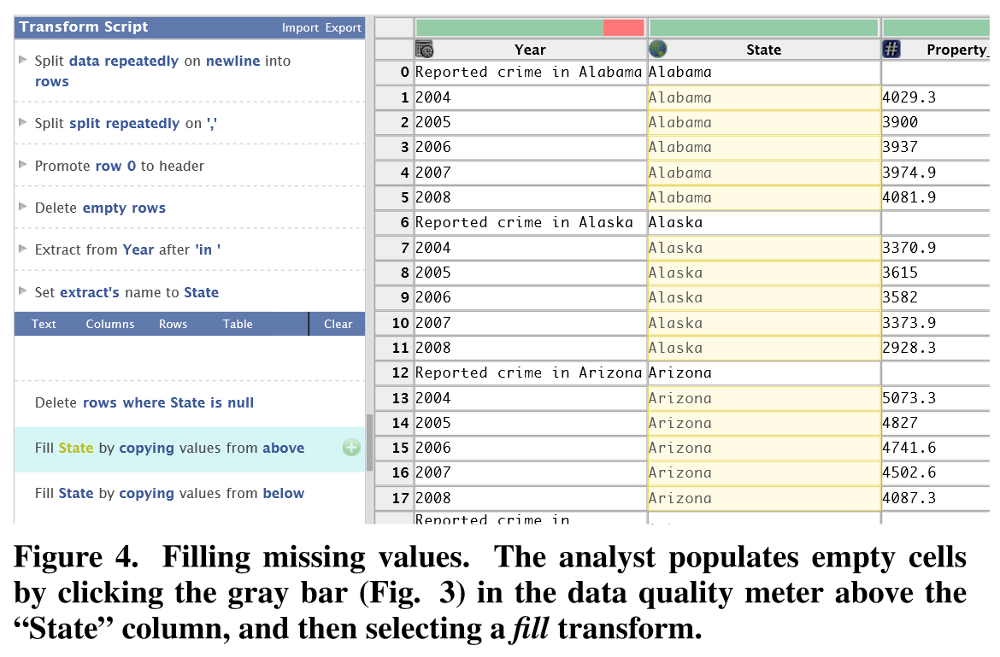 Transform Script Import Export
Split data repeatedly on newline into
rows
Split split repeatedly on ','
Promote row 0 to header
Delete empty rows
Extract from Year after 'in '
Set extract's name to State
Text Columns Rows Table Clear
Delete rows where State is null
Fill State by copying values from above
Fill State by copying values from below
Year State # Property_
0 Reported crime in Alabama Alabama
1 2004 Alabama 4029.3
2 2005 Alabama 3900
3 2006 Alabama 3937
4 2007 Alabama 3974.9
5 2008 Alabama 4081.9
6 Reported crime in Alaska Alaska
7 2004 Alaska 3370.9
8 2005 Alaska 3615
9 2006 Alaska 3582
10 2007 Alaska 3373.9
11 2008 Alaska 2928.3
12 Reported crime in Arizona Arizona
13 2004 Arizona 5073.3
14 2005 Arizona 4827
15 2006 Arizona 4741.6
16 2007 Arizona 4502.6
17 2008 Arizona 4087.3
Reported crime in
Figure 4. Filling missing values. The analyst populates empty cells
by clicking the gray bar (Fig. 3) in the data quality meter above the
“State” column, and then selecting a fill transform.